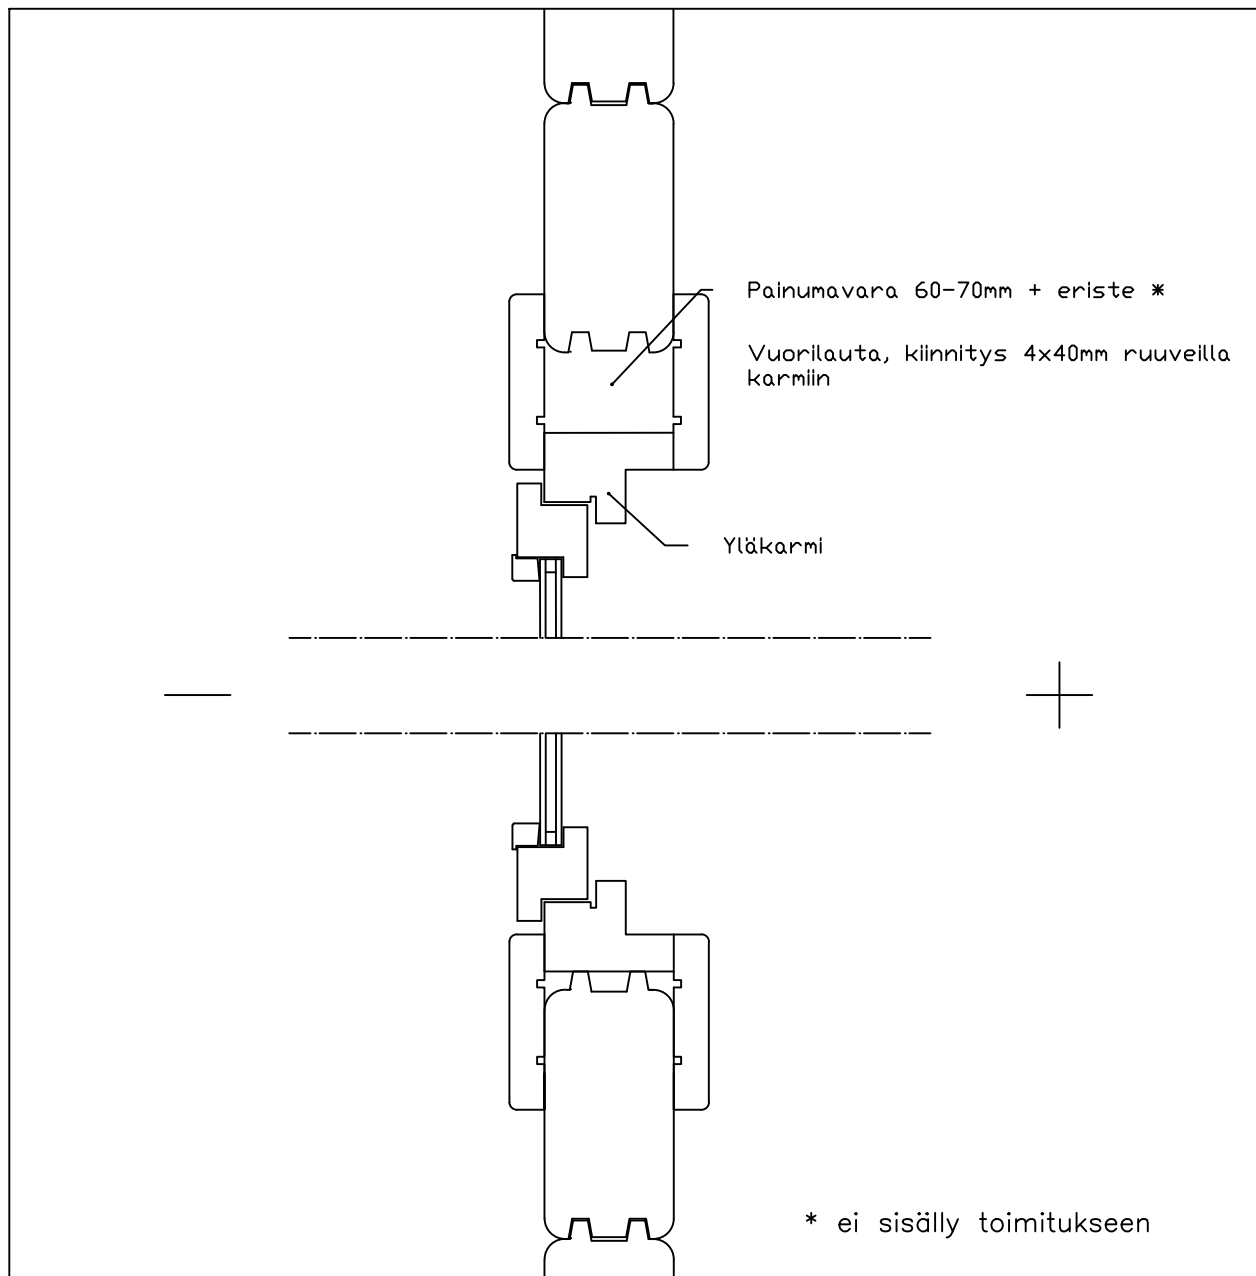 Painumavara 60-70mm + eriste *
Vuorilauta, kiinnitys 4x40mm ruuveilla
karmiin
Yläkarmi
* ei sisälly toimitukseen